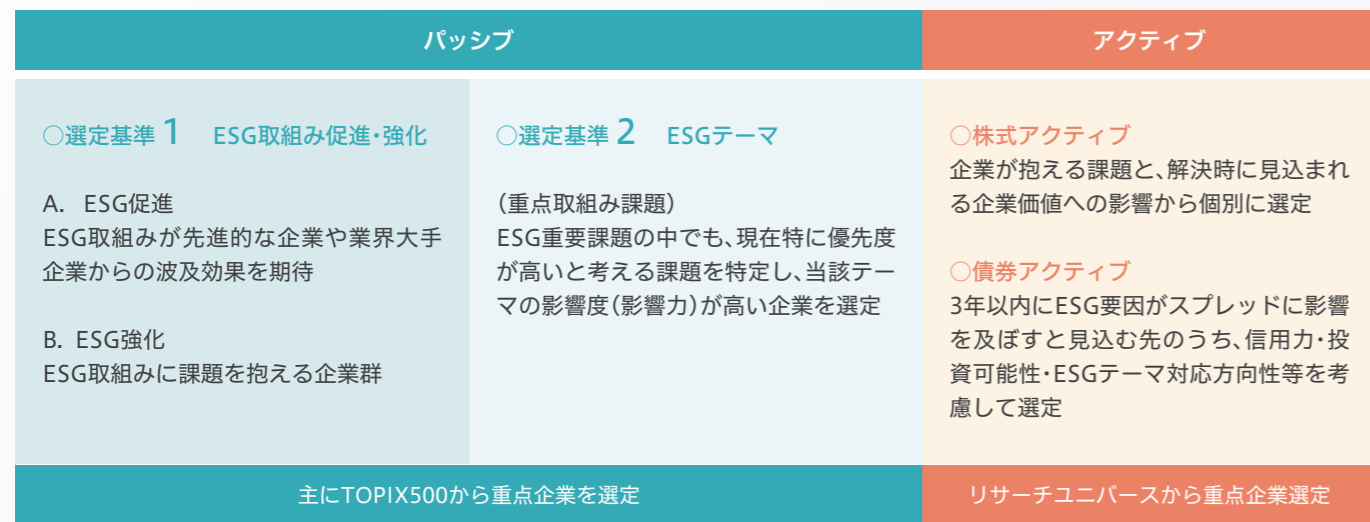 パッシブ
アクティブ
○選定基準 1 ESG取組み促進・強化
A. ESG促進
ESG取組みが先進的な企業や業界大手
企業からの波及効果を期待
B. ESG強化
ESG取組みに課題を抱える企業群
○選定基準 2 ESGテーマ
（重点取組み課題）
ESG重要課題の中でも、現在特に優先度
が高いと考える課題を特定し、当該テー
マの影響度（影響力）が高い企業を選定
○株式アクティブ
企業が抱える課題と、解決時に見込まれ
る企業価値への影響から個別に選定
○債券アクティブ
3年以内にESG要因がスプレッドに影響
を及ぼすと見込む先のうち、信用力・投
資可能性・ESGテーマ対応方向性等を考
慮して選定
主にTOPIX500から重点企業を選定
リサーチユニバースから重点企業選定